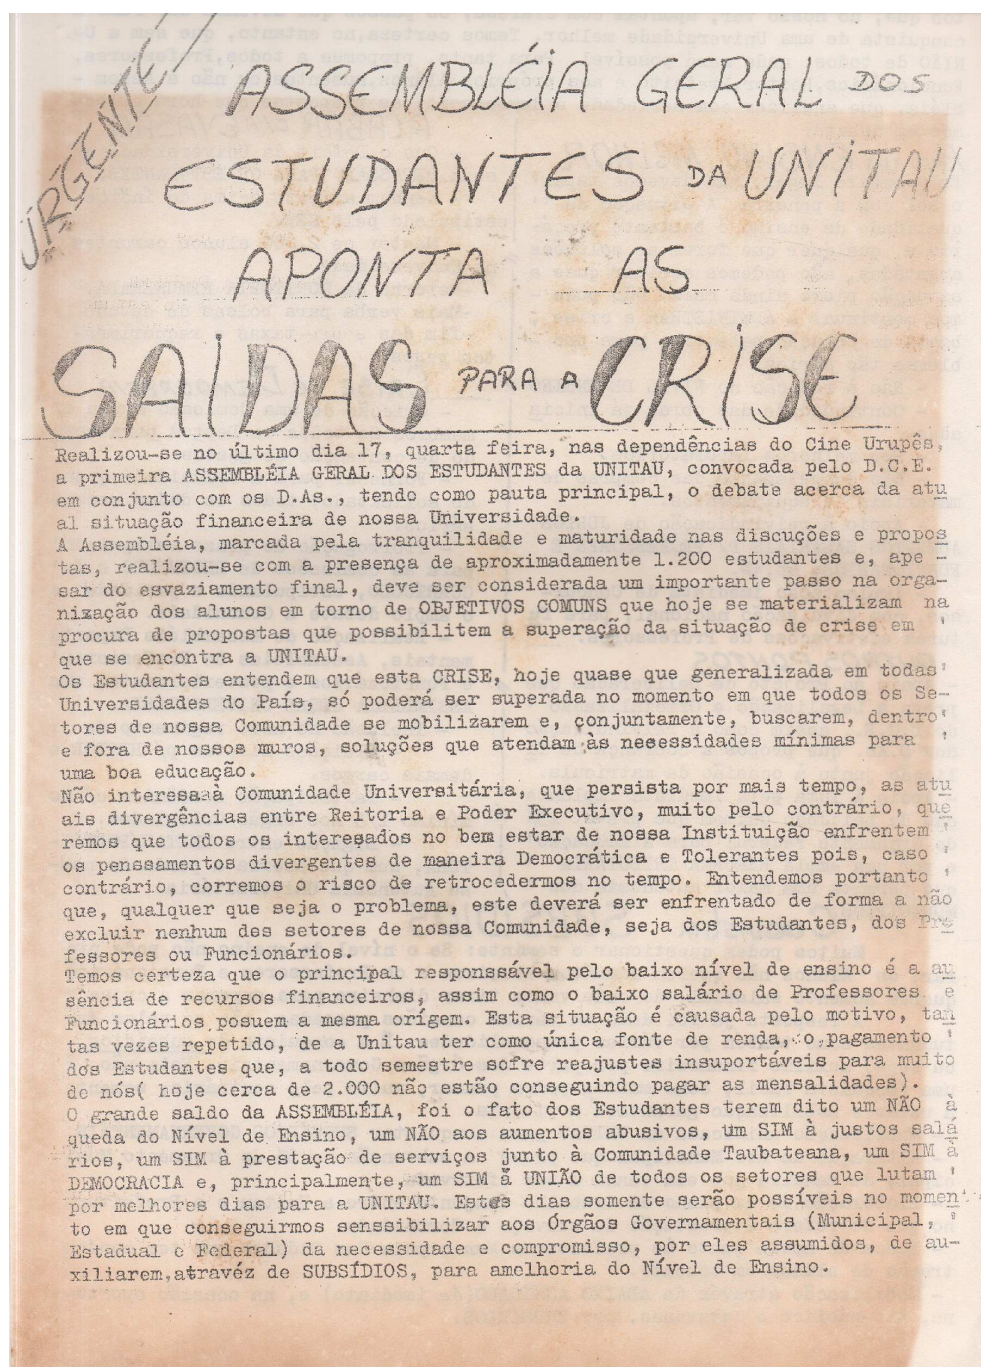 URGENTE
ASSEMBLÉIA GERAL DOS
ESTUDANTES DA UNITAU
APONTA AS
SAIDAS PARA A CRISE
Realizou-se no último dia 17, quarta feira, nas dependências do Cine Urupês,
a primeira ASSEMBLÉIA GERAL DOS ESTUDANTES da UNITAU, convocada pelo D.C.E.
em conjunto com os D.As., tendo como pauta principal, o debate acerca da atu
al situação financeira de nossa Universidade.
A Assembléia, marcada pela tranquilidade e maturidade nas discuções e propos
tas, realizou-se com a presença de aproximadamente 1.200 estudantes e, ape -
sar do esvaziamento final, deve ser considerada um importante passo na orga-
nização dos alunos em torno de OBJETIVOS COMUNS que hoje se materializam na
procura de propostas que possibilitem a superação da situação de crise em '
que se encontra a UNITAU.
Os Estudantes entendem que esta CRISE, hoje quase que generalizada em todas'
Universidades do País, só poderá ser superada no momento em que todos os Se-
tores de nossa Comunidade se mobilizarem e, conjuntamente, buscarem, dentro'
e fora de nossos muros, soluções que atendam às necessidades mínimas para '
uma boa educação.
Não interessa à Comunidade Universitária, que persista por mais tempo, as atu
ais divergências entre Reitoria e Poder Executivo, muito pelo contrário, que
remos que todos os interesados no bem estar de nossa Instituição enfrentem '
os penssamentos divergentes de maneira Democrática e Tolerantes pois, caso '
contrário, corremos o risco de retrocedermos no tempo. Entendemos portanto '
que, qualquer que seja o problema, este deverá ser enfrentado de forma a não
excluir nenhum dos setores de nossa Comunidade, seja dos Estudantes, dos Pro
fessores ou Funcionários.
Temos certeza que o principal responssável pelo baixo nível de ensino é a au
sência de recursos financeiros, assim como o baixo salário de Professores e
Funcionários posuem a mesma orígem. Esta situação é causada pelo motivo, tan
tas vezes repetido, de a Unitau ter como única fonte de renda, o pagamento '
dos Estudantes que, a todo semestre sofre reajustes insuportáveis para muito
de nós( hoje cerca de 2.000 não estão conseguindo pagar as mensalidades).
O grande saldo da ASSEMBLÉIA, foi o fato dos Estudantes terem dito um NÃO à
queda do Nível de Ensino, um NÃO aos aumentos abusivos, um SIM à justos salá
rios, um SIM à prestação de serviços junto à Comunidade Taubateana, um SIM à
DEMOCRACIA e, principalmente, um SIM à UNIÃO de todos os setores que lutam '
por melhores dias para a UNITAU. Estes dias somente serão possíveis no momen'
to em que conseguirmos senssibilizar aos Órgãos Governamentais (Municipal, '
Estadual e Federal) da necessidade e compromisso, por eles assumidos, de au-
xiliarem,atravéz de SUBSÍDIOS, para amelhoria do Nível de Ensino.